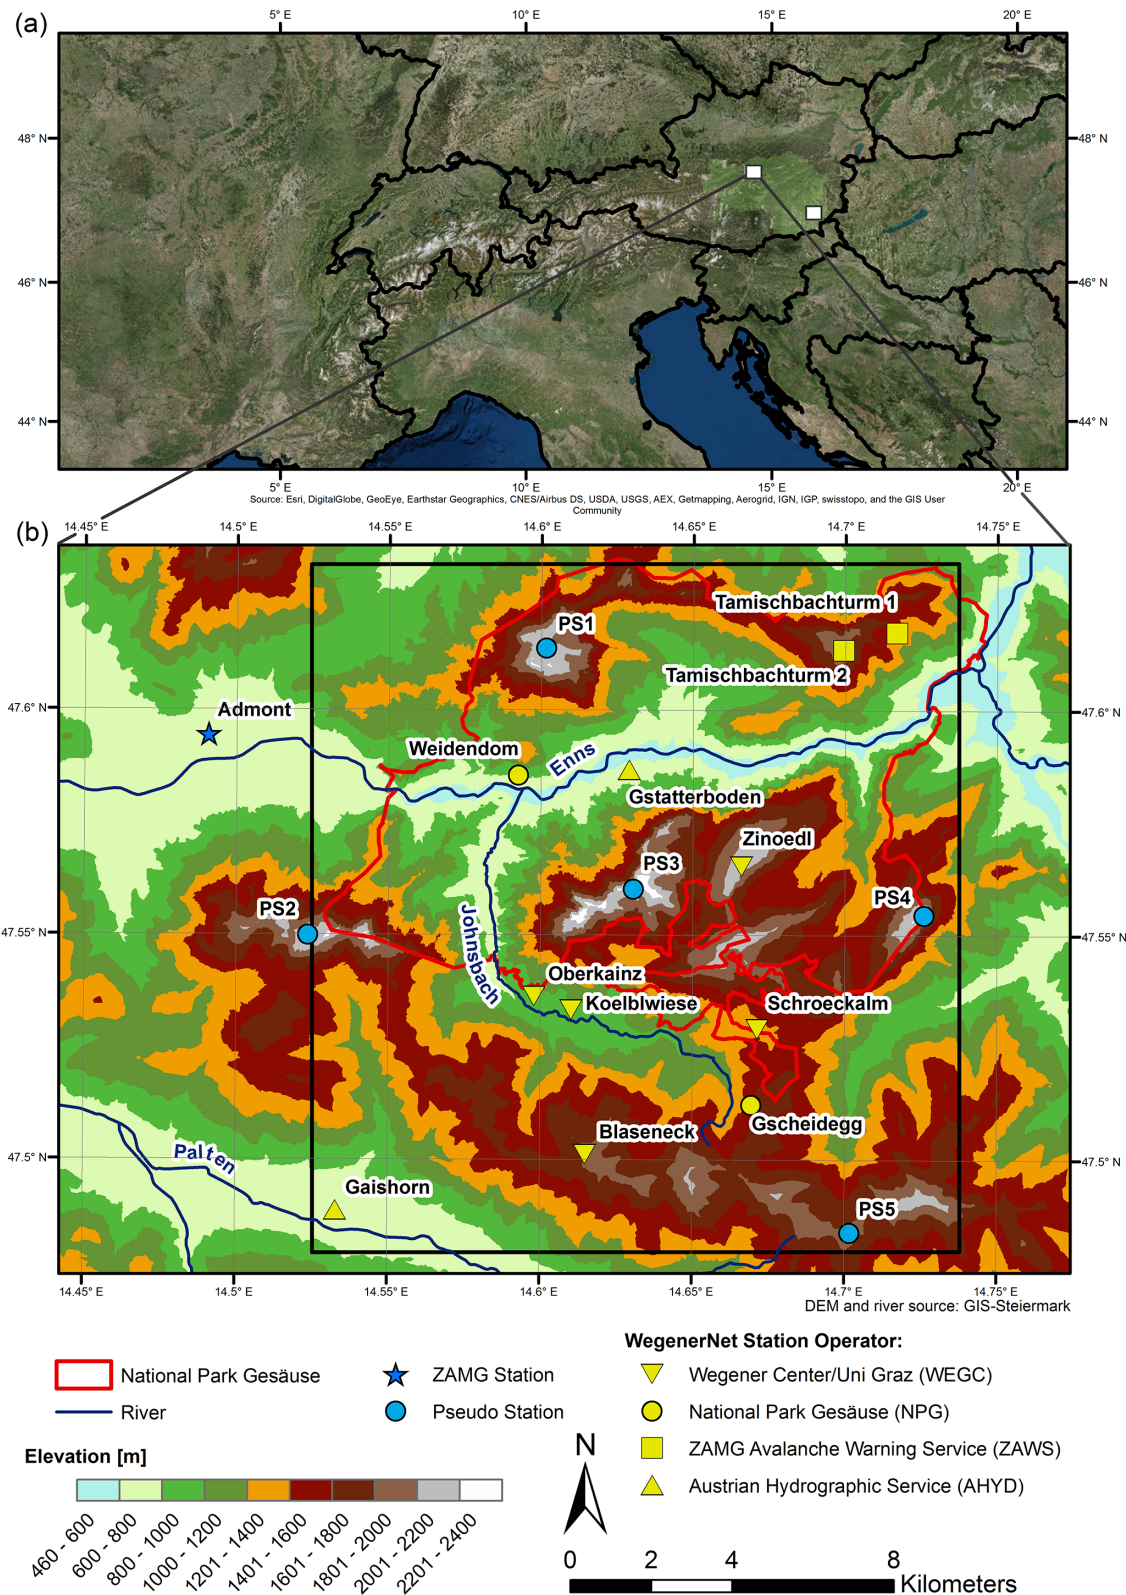 (a)
5° E 10° E 15° E 20° E
48° N 48° N
46° N 46° N
44° N 44° N
5° E 10° E 15° E 20° E
Source: Esri, DigitalGlobe, GeoEye, Earthstar Geographics, CNES/Airbus DS, USDA, USGS, AEX, Getmapping, Aerogrid, IGN, IGP, swisstopo, and the GIS User
Community
(b)
14.45° E 14.5° E 14.55° E 14.6° E 14.65° E 14.7° E 14.75° E
Tamischbachturm 1
PS1
Tamischbachturm 2
Admont
47.6° N 47.6° N
Weidendom
Enns
Gstatterboden
Zinoedl
PS3
PS4
PS2
47.55° N 47.55° N
Johnsbach
Oberkainz
Koelblwiese
Schroeckalm
Gscheidegg
Blaseneck
Palten
47.5° N 47.5° N
Gaishorn
PS5
14.45° E 14.5° E 14.55° E 14.6° E 14.65° E 14.7° E 14.75° E
DEM and river source: GIS-Steiermark
National Park Gesäuse
River
ZAMG Station
Pseudo Station
WegenerNet Station Operator:
Wegener Center/Uni Graz (WEGC)
National Park Gesäuse (NPG)
ZAMG Avalanche Warning Service (ZAWS)
Austrian Hydrographic Service (AHYD)
Elevation [m]
460 - 600
600 - 800
800 - 1000
1000 - 1200
1201 - 1400
1401 - 1600
1601 - 1800
1801 - 2000
2001 - 2200
2201 - 2400
N
0 2 4 8
Kilometers